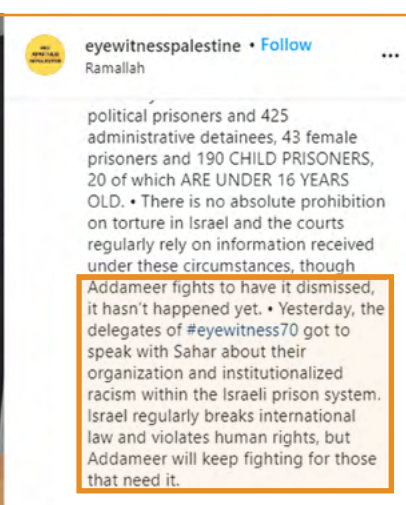 eyewitnesspalestine • Follow
Ramallah
...
political prisoners and 425
administrative detainees, 43 female
prisoners and 190 CHILD PRISONERS,
20 of which ARE UNDER 16 YEARS
OLD. • There is no absolute prohibition
on torture in Israel and the courts
regularly rely on information received
under these circumstances, though
Addameer fights to have it dismissed,
it hasn't happened yet. • Yesterday, the
delegates of #eyewitness70 got to
speak with Sahar about their
organization and institutionalized
racism within the Israeli prison system.
Israel regularly breaks international
law and violates human rights, but
Addameer will keep fighting for those
that need it.